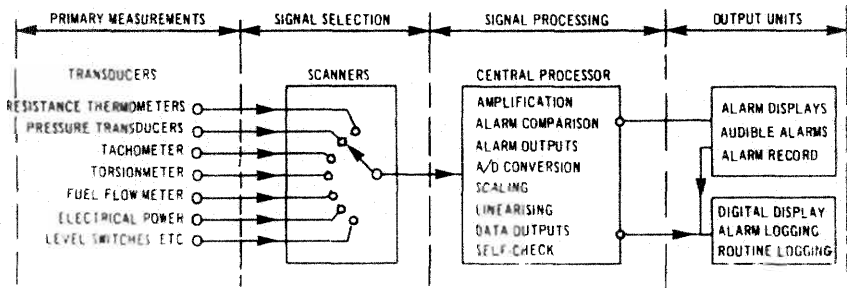 PRIMARY MEASUREMENTS
SIGNAL SELECTION
SIGNAL PROCESSING
OUTPUT UNITS
TRANSDUCERS
RESISTANCE THERMOMETERS
PRESSURE TRANSDUCERS
TACHOMETER
TORSIONMETER
FUEL FLOW METER
ELECTRICAL POWER
LEVEL SWITCHES ETC
SCANNERS
CENTRAL PROCESSOR
AMPLIFICATION
ALARM COMPARISON
ALARM OUTPUTS
A/D CONVERSION
SCALING
LINEARISING
DATA OUTPUTS
SELF-CHECK
ALARM DISPLAYS
AUDIBLE ALARMS
ALARM RECORD
DIGITAL DISPLAY
ALARM LOGGING
ROUTINE LOGGING